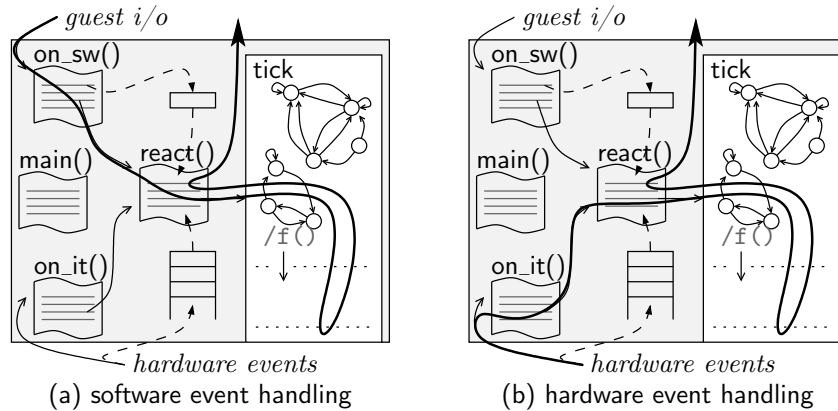 guest i/o
on_sw()
tick
main()
react()
/f()
on_it()
hardware events
(a) software event handling
guest i/o
on_sw()
tick
main()
react()
/f()
on_it()
hardware events
(b) hardware event handling